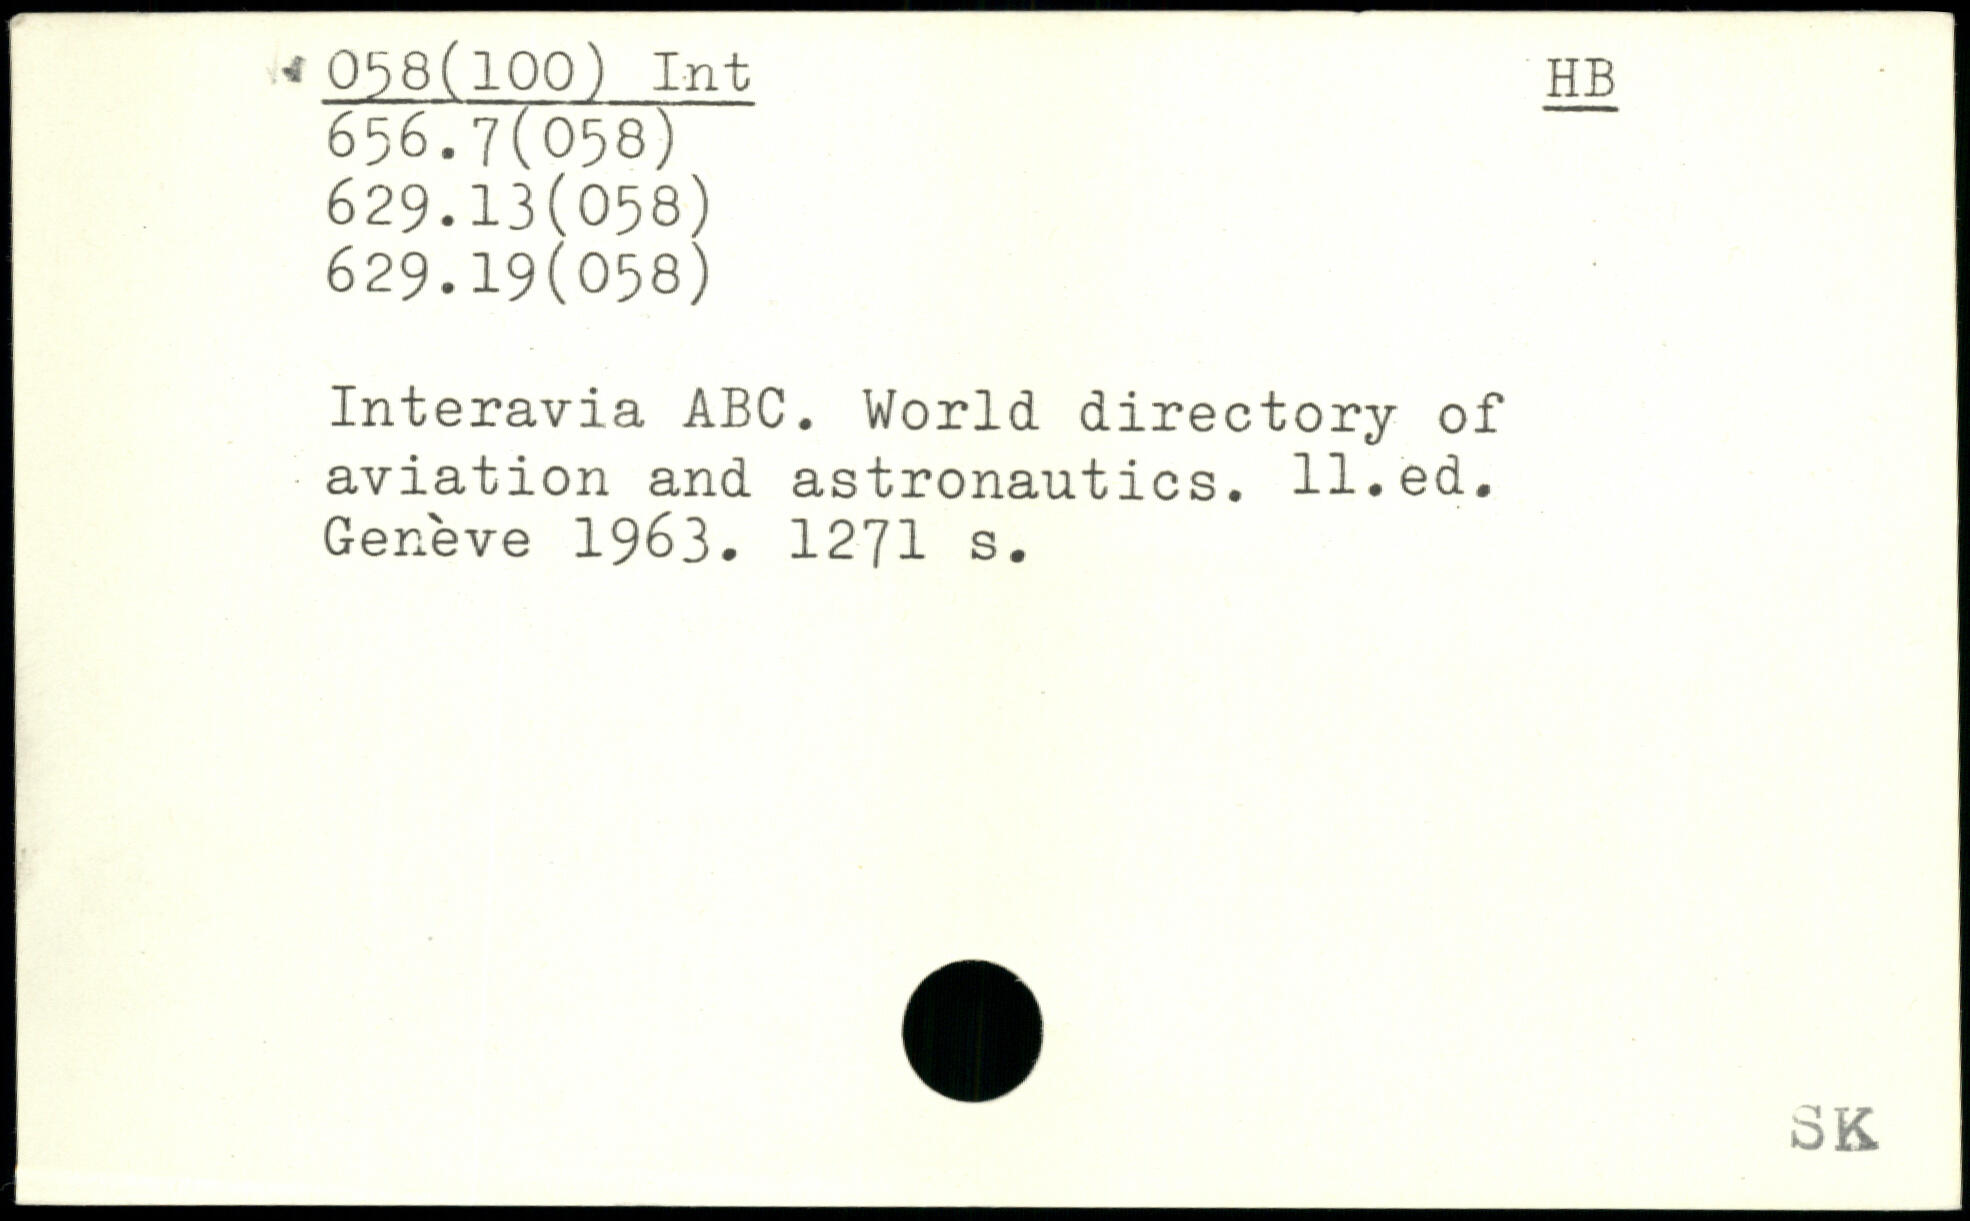 058(100) Int HB
656.7(058)
629.13(058)
629.19(058)
Interavia ABC. World directory of
aviation and astronautics. 11.ed.
Genève 1963. 1271 s.
SK